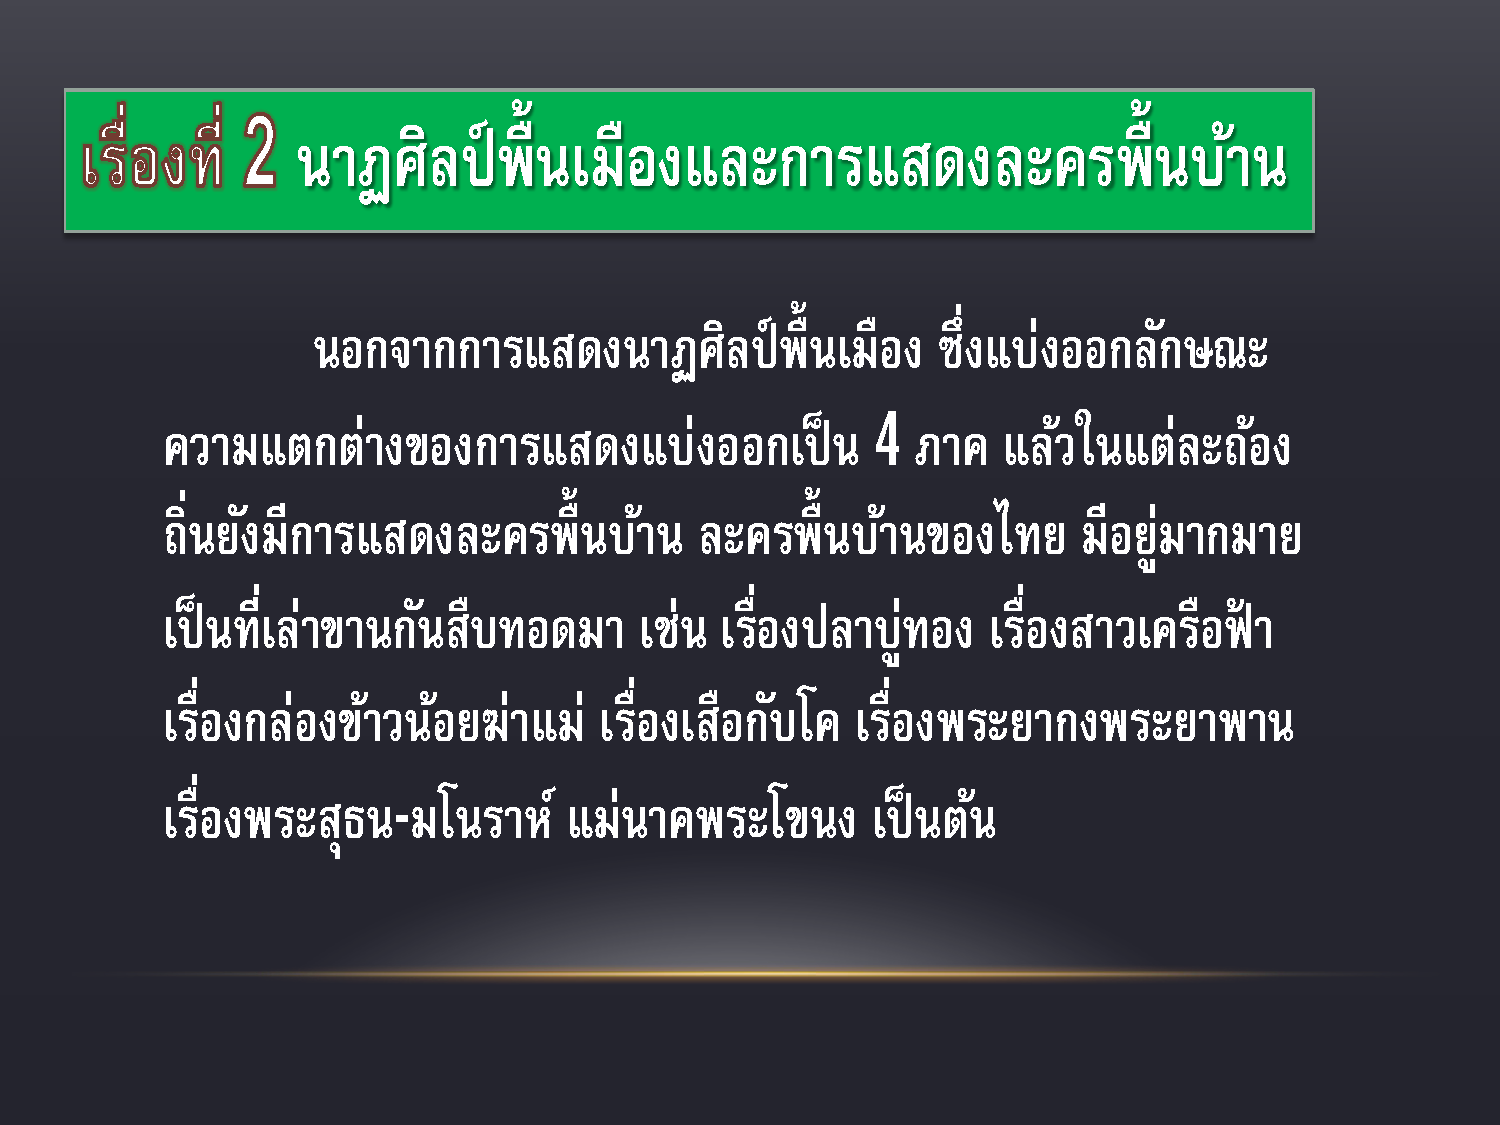 เรื่องที่ 2 นาฏศิลป์พื้นเมืองและการแสดงละครพื้นบ้าน
นอกจากการแสดงนาฏศิลป์พื้นเมือง ซึ่งแบ่งออกลักษณะ
ความแตกต่างของการแสดงแบ่งออกเป็น 4 ภาค แล้วในแต่ละถ้อง
ถิ่นยังมีการแสดงละครพื้นบ้าน ละครพื้นบ้านของไทย มีอยู่มากมาย
เป็นที่เล่าขานกันสืบทอดมา เช่น เรื่องปลาบู่ทอง เรื่องสาวเครือฟ้า
เรื่องกล่องข้าวน้อยฆ่าแม่ เรื่องเสือกับโค เรื่องพระยากงพระยาพาน
เรื่องพระสุธน-มโนราห์ แม่นาคพระโขนง เป็นต้น